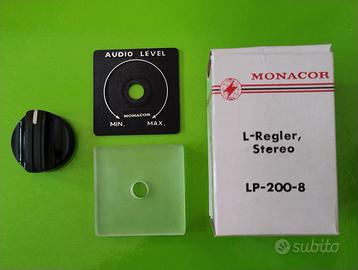 AUDIO LEVEL
MONACOR
MIN.
MAX.
MONACOR
L-Regler,
Stereo
LP-200-8
subito